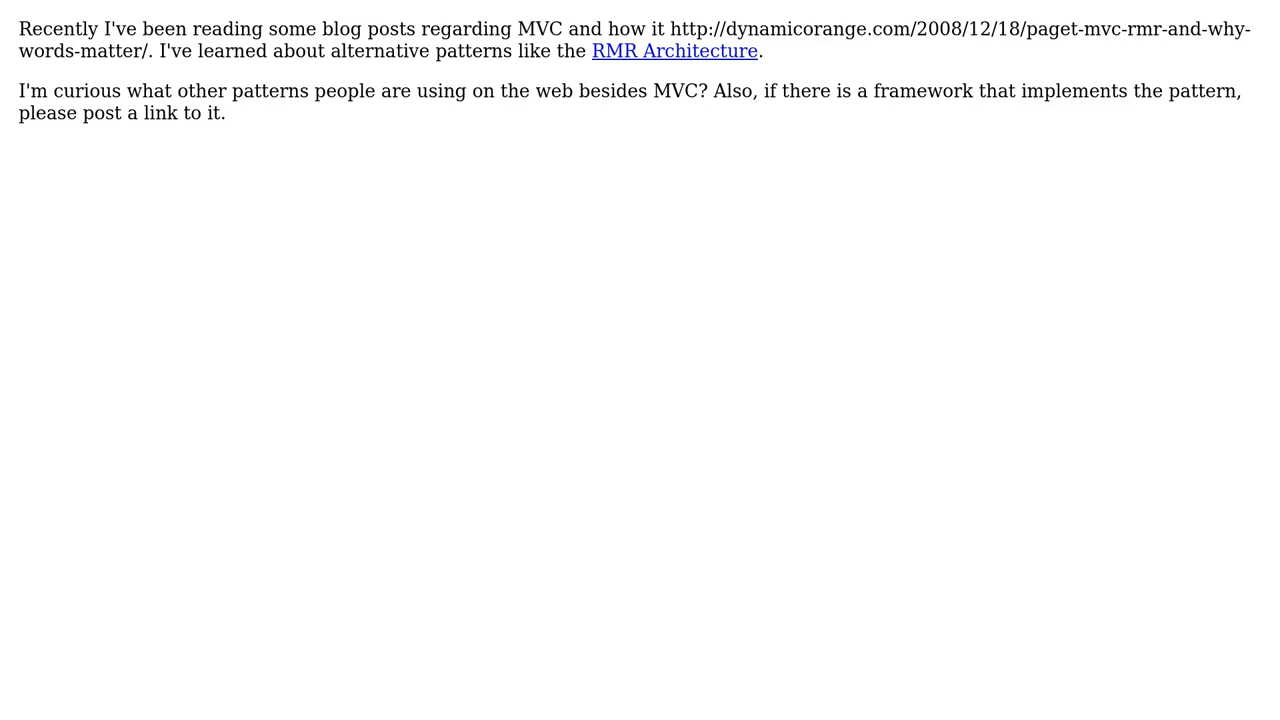 Recently I've been reading some blog posts regarding MVC and how it http://dynamicorange.com/2008/12/18/paget-mvc-rmr-and-why-
words-matter/. I've learned about alternative patterns like the RMR Architecture.
I'm curious what other patterns people are using on the web besides MVC? Also, if there is a framework that implements the pattern,
please post a link to it.